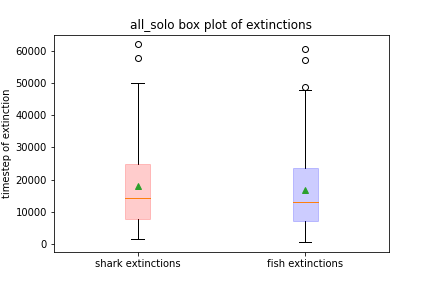 all_solo box plot of extinctions
timestep of extinction
60000
50000
40000
30000
20000
10000
0
shark extinctions
fish extinctions